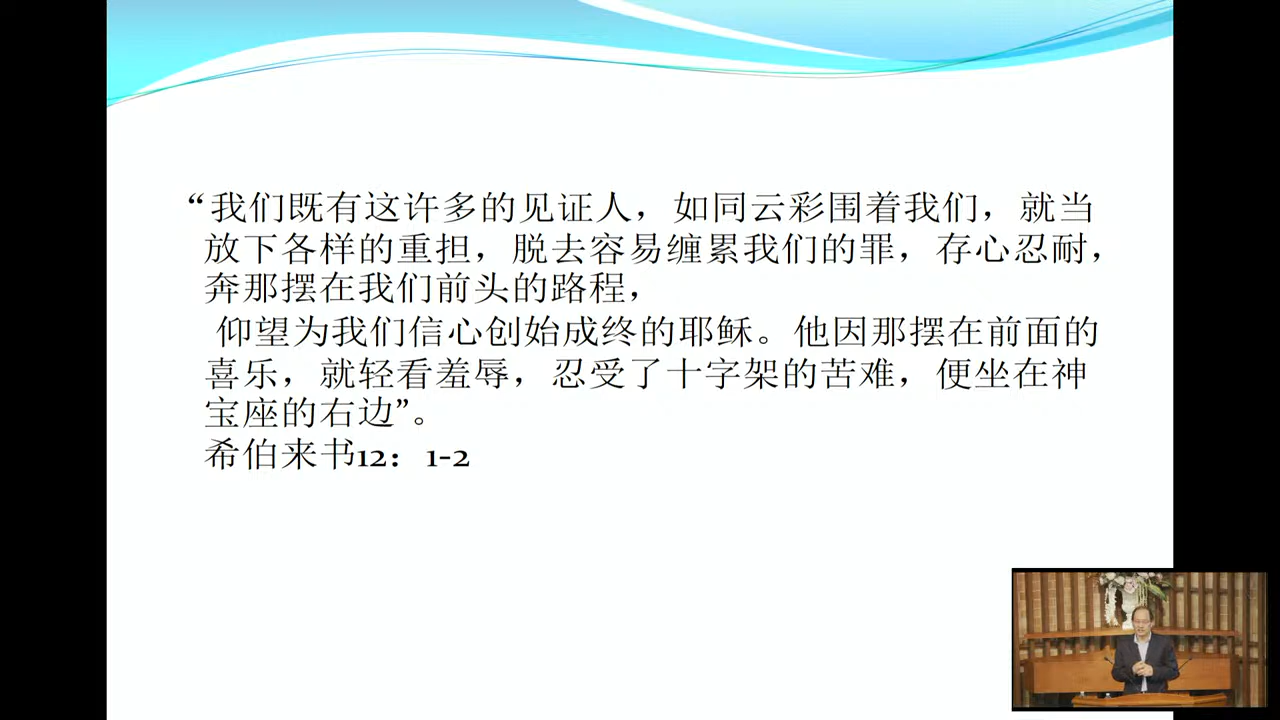 “我们既有这许多的见证人，如同云彩围着我们，就当
放下各样的重担，脱去容易缠累我们的罪，存心忍耐，
奔那摆在我们前头的路程，
仰望为我们信心创始成终的耶稣。他因那摆在前面的
喜乐，就轻看羞辱，忍受了十字架的苦难，便坐在神
宝座的右边”。
希伯来书12：1-2